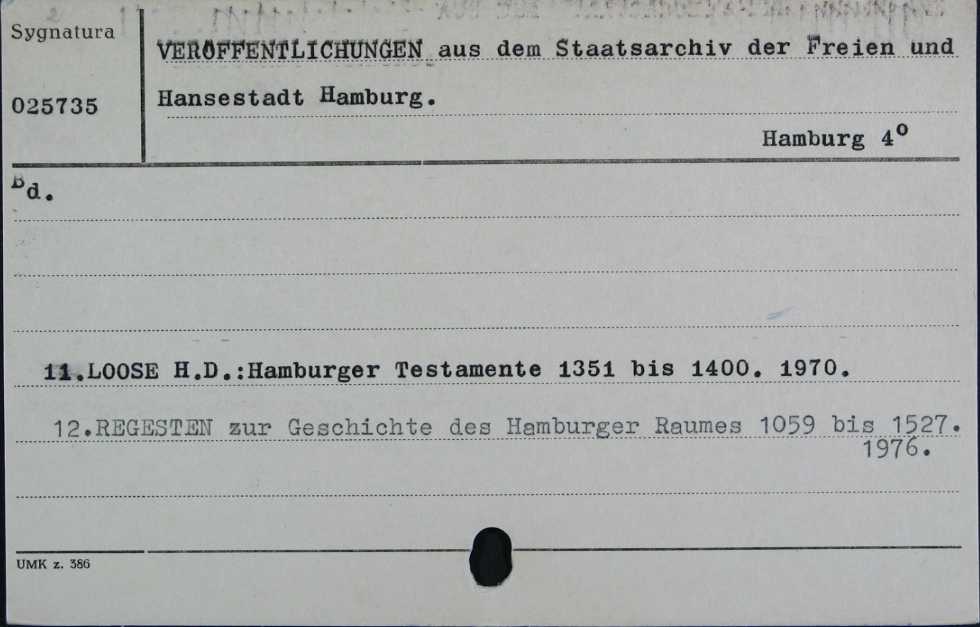 Sygnatura
VERÖFFENTLICHUNGEN aus dem Staatsarchiv der Freien und
025735
Hansestadt Hamburg.
Hamburg 4°
Bd.
11.LOOSE H.D.:Hamburger Testamente 1351 bis 1400. 1970.
12.REGESTEN zur Geschichte des Hamburger Raumes 1059 bis 1527.
1976.
UMK z. 386